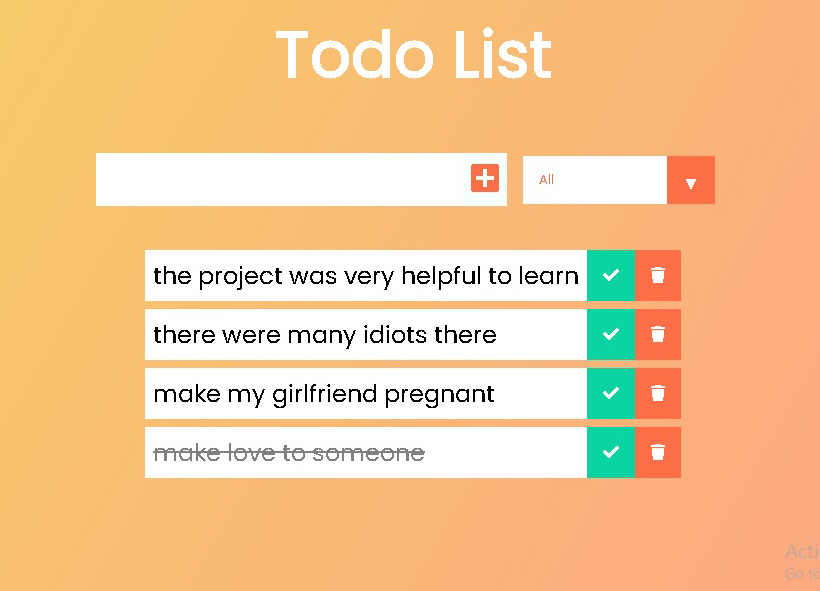 Todo List
All
the project was very helpful to learn
there were many idiots there
make my girlfriend pregnant
make love to someone
Go to